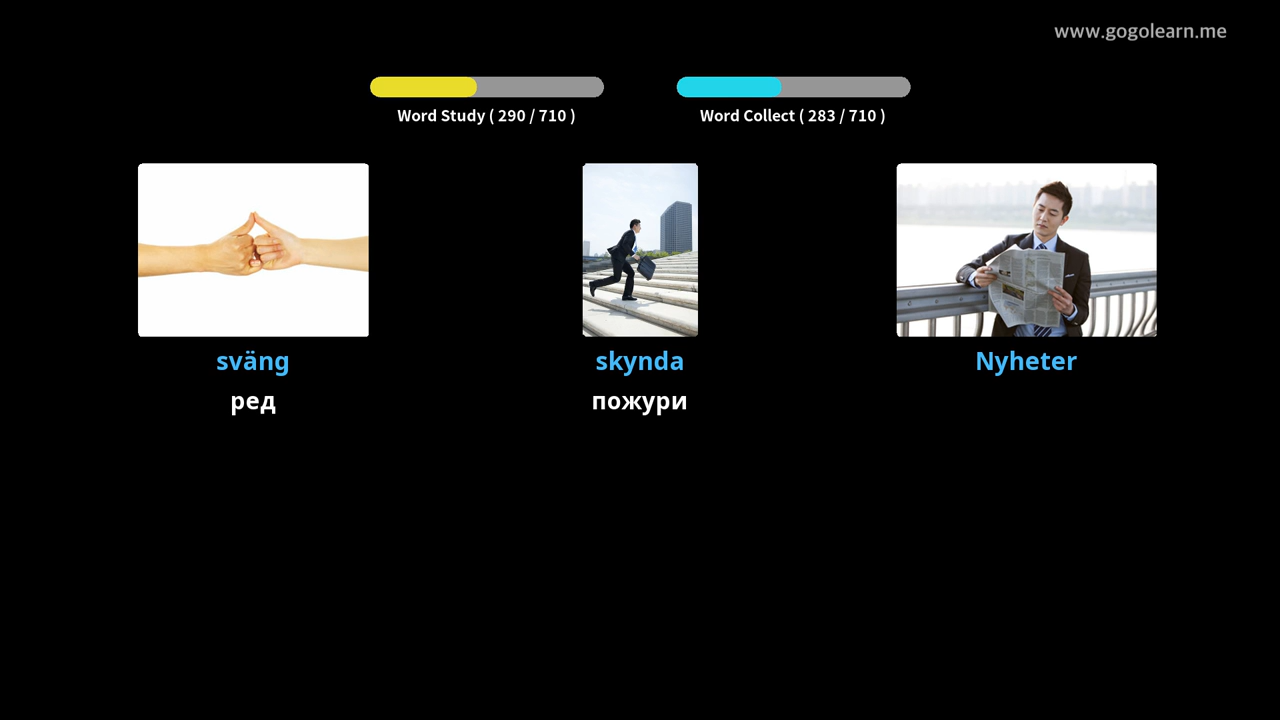 www.gogolearn.me
Word Study ( 290 / 710 )
Word Collect ( 283 / 710 )
sväng
skynda
Nyheter
ред
пожури